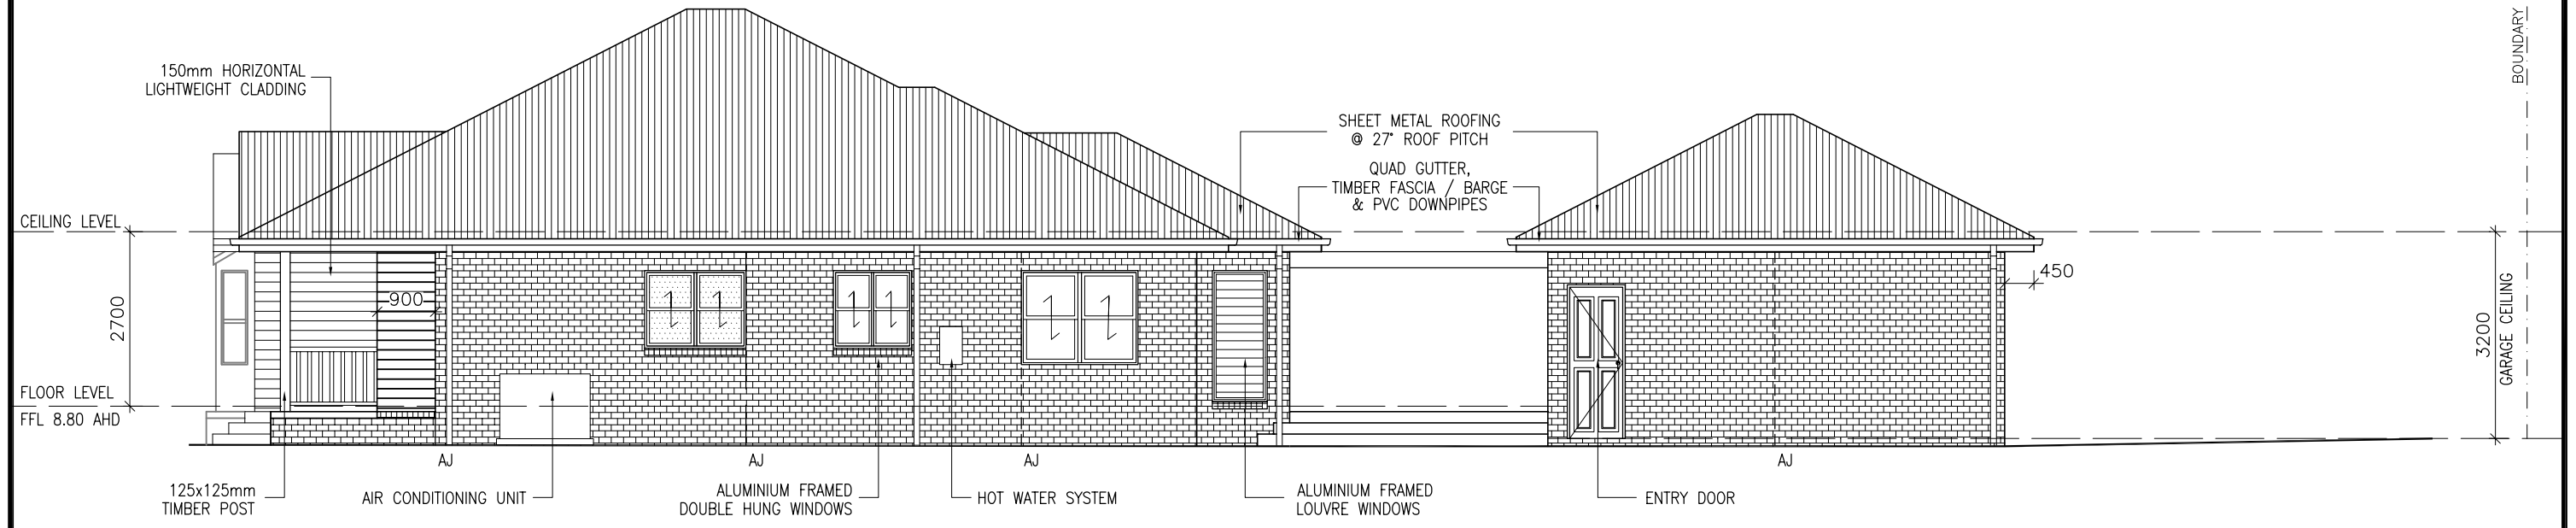 BOUNDARY
150mm HORIZONTAL
LIGHTWEIGHT CLADDING
SHEET METAL ROOFING
@ 27° ROOF PITCH
QUAD GUTTER,
TIMBER FASCIA / BARGE
& PVC DOWNPIPES
CEILING LEVEL
2700
900
450
3200
GARAGE CEILING
FLOOR LEVEL
FFL 8.80 AHD
AJ
AJ
AJ
AJ
125x125mm
TIMBER POST
AIR CONDITIONING UNIT
ALUMINIUM FRAMED
DOUBLE HUNG WINDOWS
HOT WATER SYSTEM
ALUMINIUM FRAMED
LOUVRE WINDOWS
ENTRY DOOR